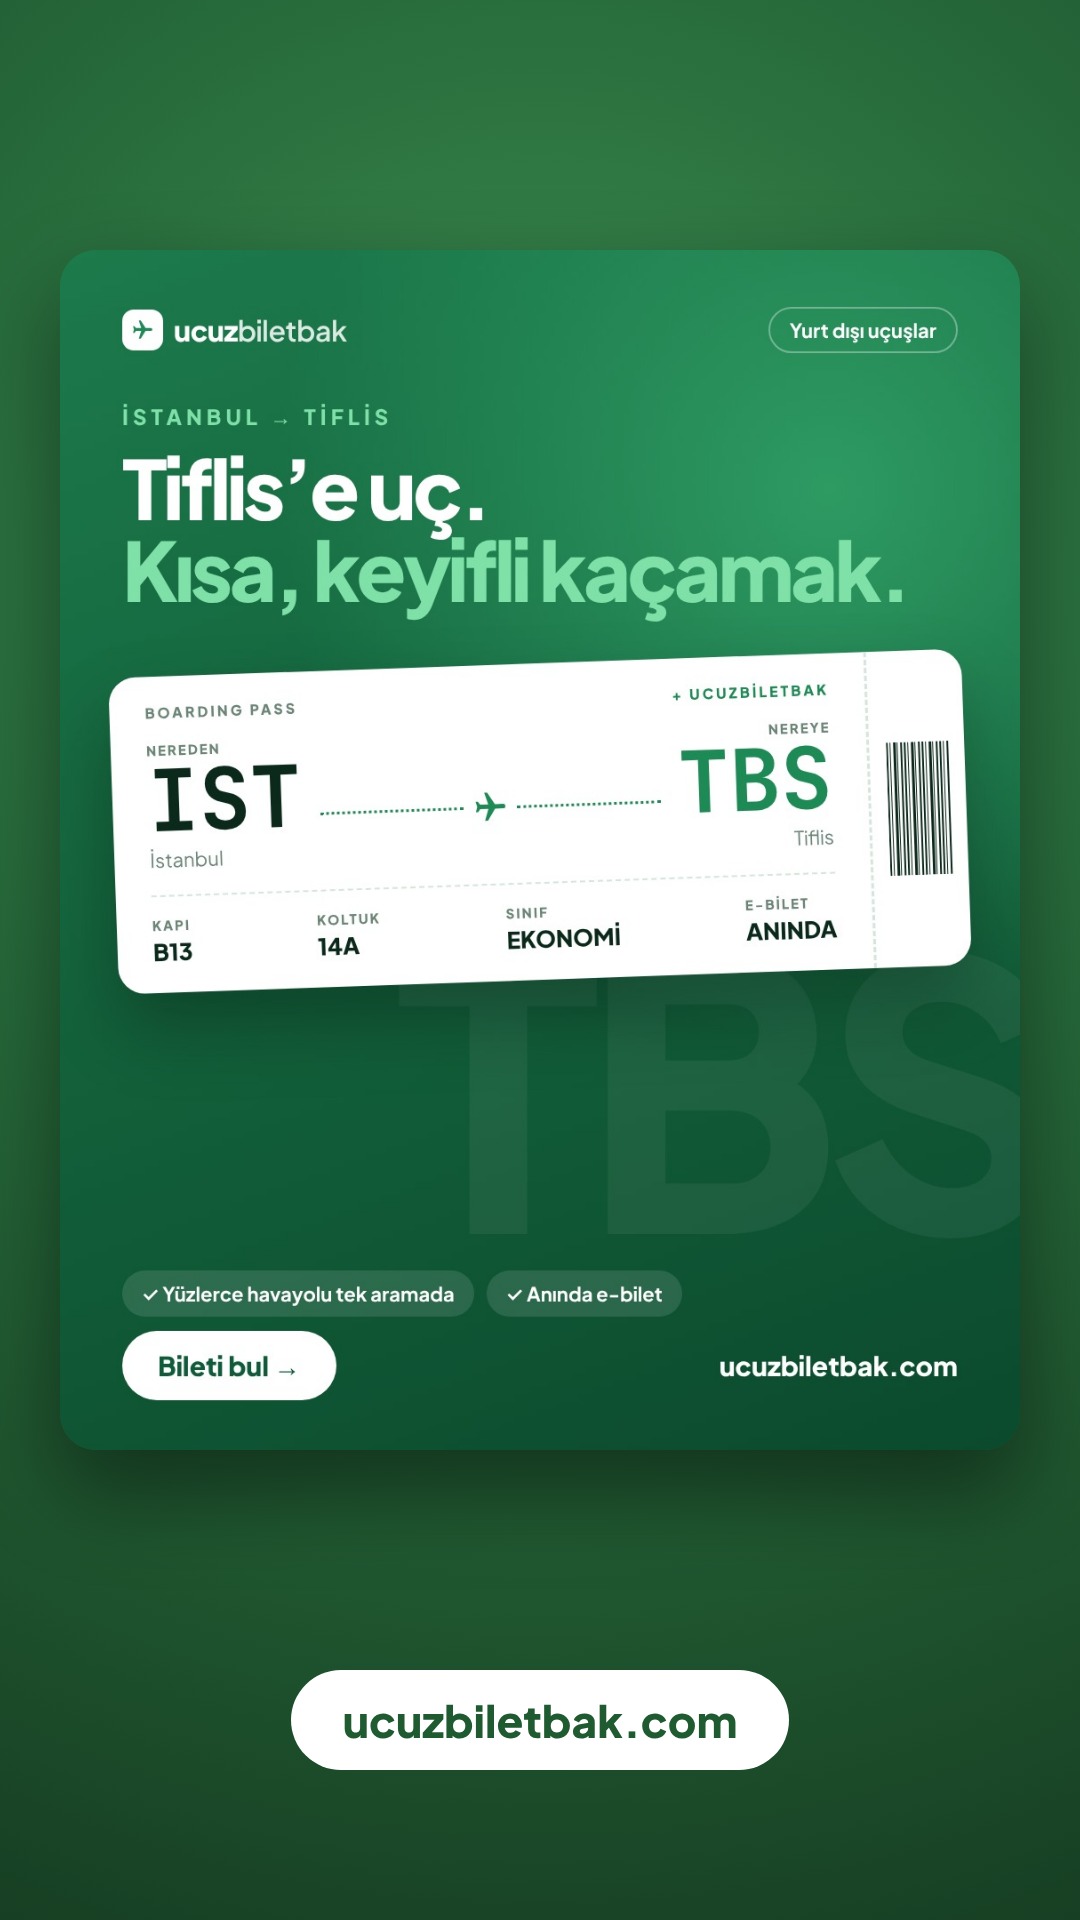 ucuzbiletbak
Yurt dışı uçuşlar
İSTANBUL → TİFLİS
Tiflis’e uç.
Kısa, keyifli kaçamak.
BOARDING PASS
+ UCUZBİLETBAK
NEREDEN
NEREYE
IST
TBS
İstanbul
Tiflis
KAPI
KOLTUK
SINIF
E-BİLET
B13
14A
EKONOMİ
ANINDA
TBS
✓ Yüzlerce havayolu tek aramada
✓ Anında e-bilet
Bileti bul →
ucuzbiletbak.com
ucuzbiletbak.com